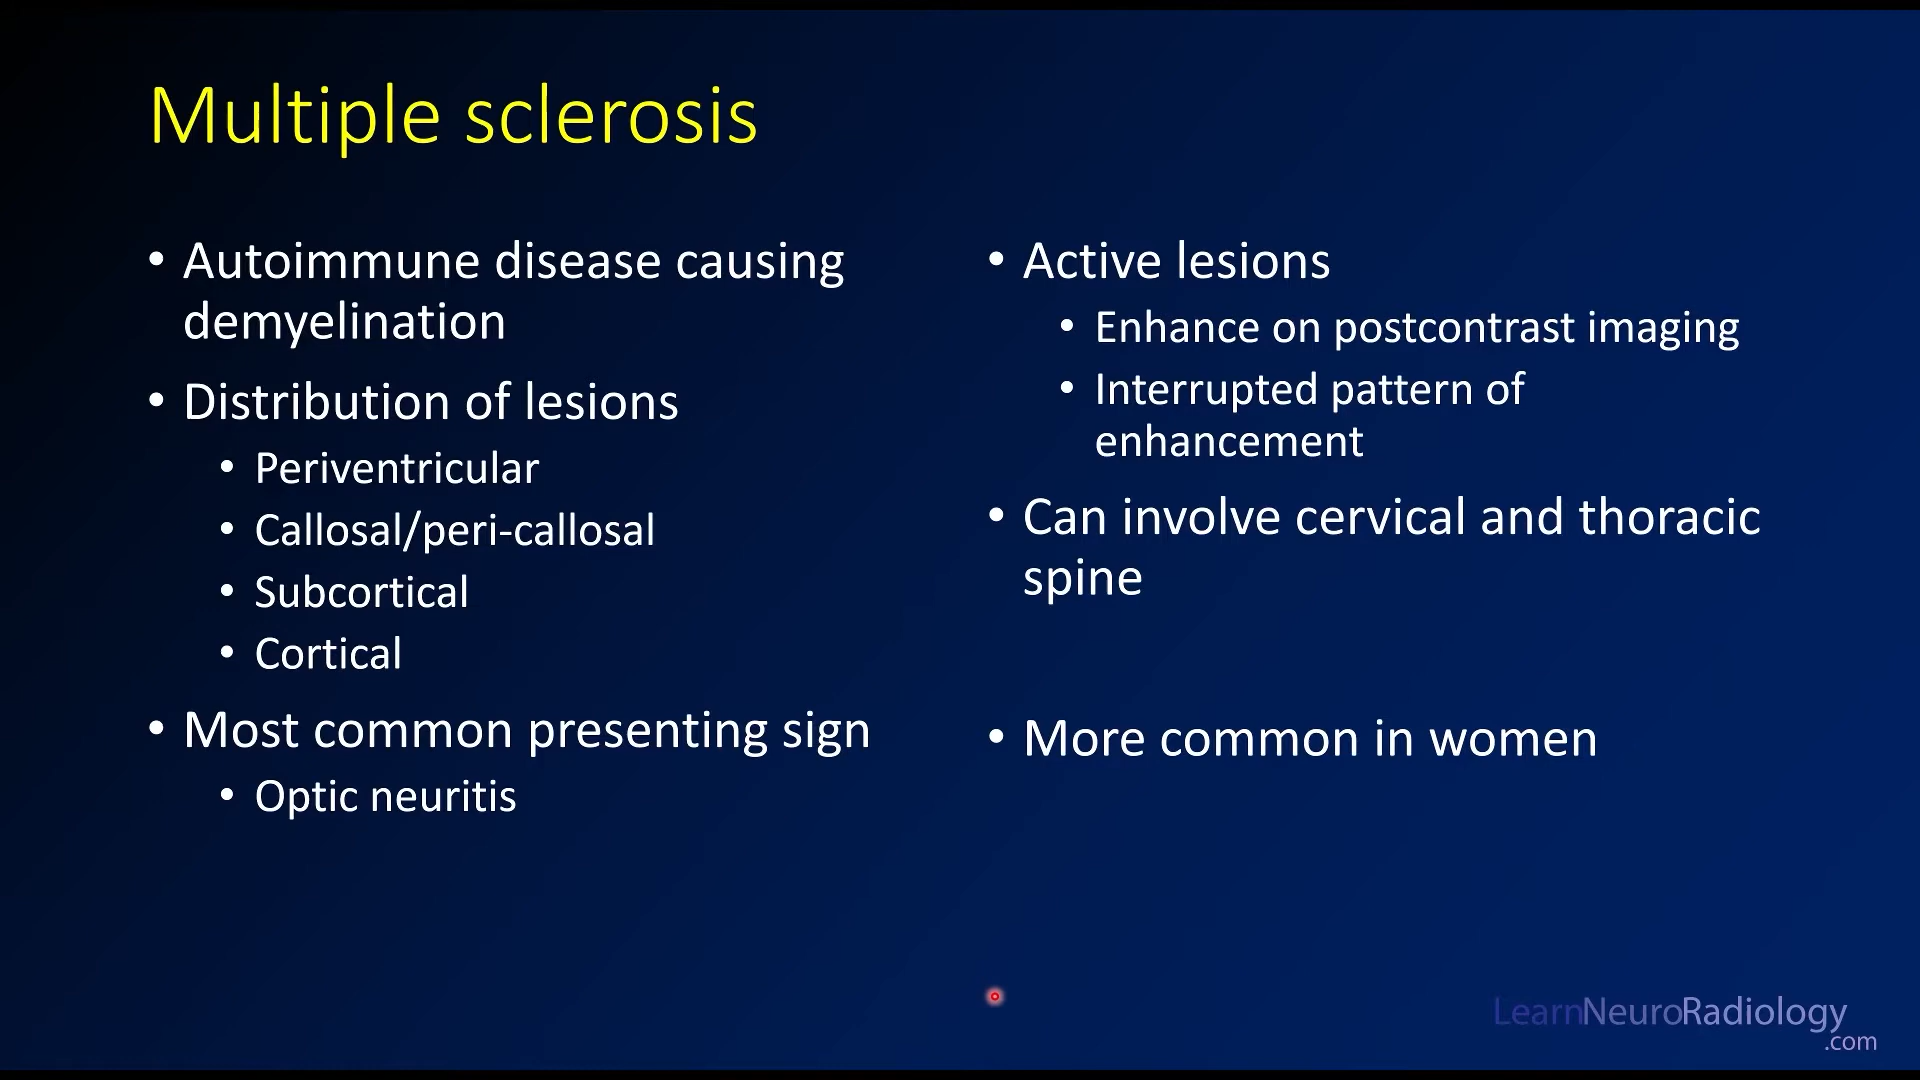 Multiple sclerosis
• Autoimmune disease causing
demyelination
• Distribution of lesions
• Periventricular
• Callosal/peri-callosal
• Subcortical
• Cortical
• Most common presenting sign
• Optic neuritis
• Active lesions
• Enhance on postcontrast imaging
• Interrupted pattern of
enhancement
• Can involve cervical and thoracic
spine
• More common in women
LearnNeuroRadiology
.com